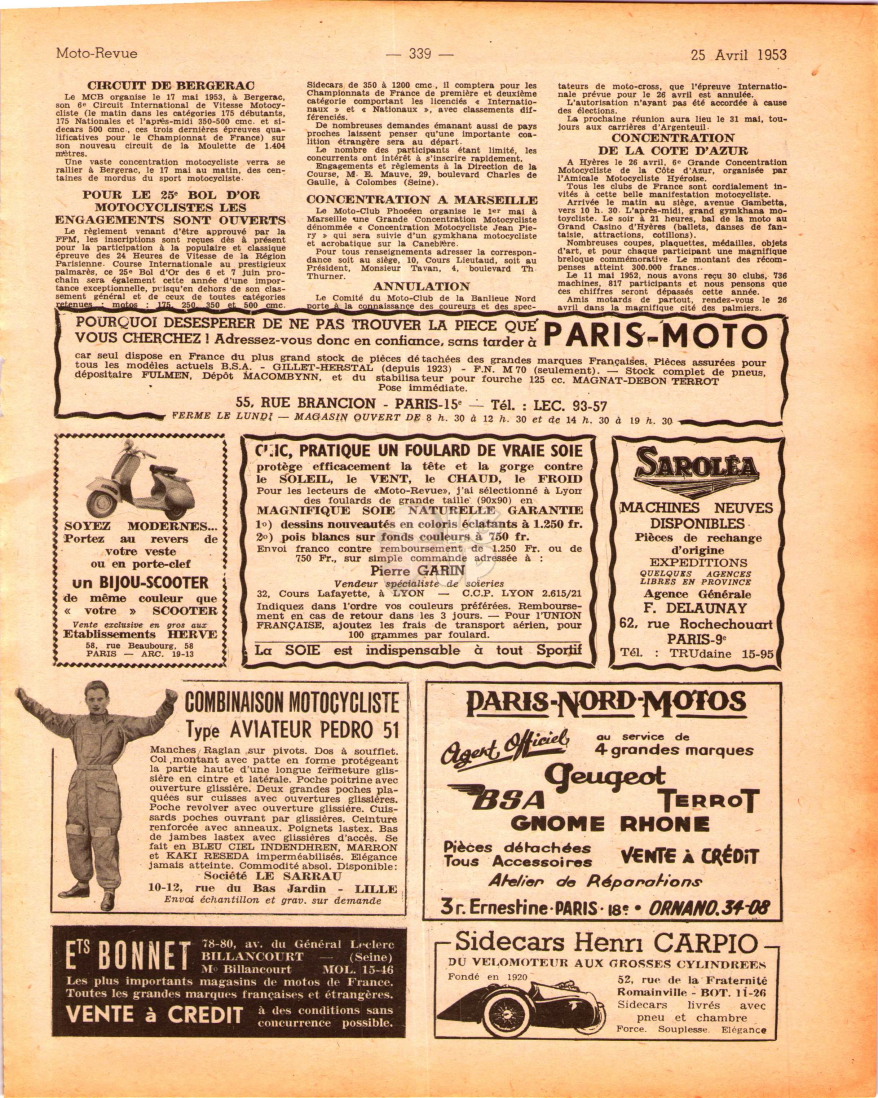 Moto-Revue
— 339 —
25 Avril 1953
CIRCUIT DE BERGERAC
Le MCB organise le 17 mai 1953, à Bergerac,
son 6e Circuit International de Vitesse Motocy-
cliste (le matin dans les catégories 175 débutants,
175 Nationales et l'après-midi 350-500 cmc. et si-
decars 500 cmc., ces trois dernières épreuves qua-
lificatives pour le Championnat de France) sur
son nouveau circuit de la Moulette de 1.404
mètres.
Une vaste concentration motocycliste verra se
rallier à Bergerac, le 17 mai au matin, des cen-
taines de mordus du sport motocycliste.
POUR LE 25e BOL D'OR
MOTOCYCLISTES LES
ENGAGEMENTS SONT OUVERTS
Le règlement venant d'être approuvé par la
FFM, les inscriptions sont reçues dès à présent
pour la participation à la populaire et classique
épreuve des 24 Heures de Vitesse de la Région
Parisienne. Course Internationale au prestigieux
palmarès, ce 25e Bol d'Or des 6 et 7 juin pro-
chain sera également cette année d'une impor-
tance exceptionnelle, puisqu'en dehors de son clas-
sement général et de ceux de toutes catégories
retenues : motos : 175, 250, 350 et 500 cmc.
Sidecars de 350 à 1200 cmc., il comptera pour les
Championnats de France de première et deuxième
catégorie comportant les licenciés « Internatio-
naux » et « Nationaux », avec classements dif-
férenciés.
De nombreuses demandes émanant aussi de pays
proches laissent penser qu'une importante coa-
lition étrangère sera au départ.
Le nombre des participants étant limité, les
concurrents ont intérêt à s'inscrire rapidement.
Engagements et règlements à la Direction de la
Course, M. E. Mauve, 29, boulevard Charles de
Gaulle, à Colombes (Seine).
CONCENTRATION A MARSEILLE
Le Moto-Club Phocéen organise le 1er mai à
Marseille une Grande Concentration Motocycliste
dénommée « Concentration Motocycliste Jean Pie-
ry » qui sera suivie d'un gymkhana motocycliste
et acrobatique sur la Canebière.
Pour tous renseignements adresser la correspon-
dance soit au siège, 10, Cours Lieutaud, soit au
Président, Monsieur Tavan, 4, boulevard Th.
Thurner.
ANNULATION
Le Comité du Moto-Club de la Banlieue Nord
porte à la connaissance des coureurs et des spec-
tateurs de moto-cross, que l'épreuve Internatio-
nale prévue pour le 26 avril est annulée.
L'autorisation n'ayant pas été accordée à cause
des élections.
La prochaine réunion aura lieu le 31 mai, tou-
jours aux carrières d'Argenteuil.
CONCENTRATION
DE LA COTE D'AZUR
A Hyères le 26 avril, 6e Grande Concentration
Motocycliste de la Côte d'Azur, organisée par
l'Amicale Motocycliste Hyéroise.
Tous les clubs de France sont cordialement in-
vités à cette belle manifestation motocycliste.
Arrivée le matin au siège, avenue Gambetta,
vers 10 h. 30. L'après-midi, grand gymkhana mo-
tocycliste. Le soir à 21 heures, bal de la moto au
Grand Casino d'Hyères (ballets, danses de fan-
taisie, attractions, cotillons).
Nombreuses coupes, plaquettes, médailles, objets
d'art, et pour chaque participant une magnifique
breloque commémorative. Le montant des récom-
penses atteint 300.000 francs.
Le 11 mai 1952, nous avons reçu 30 clubs, 736
machines, 817 participants et nous pensons que
ces chiffres seront dépassés cette année.
Amis motards de partout, rendez-vous le 26
avril dans la magnifique cité des palmiers.
POURQUOI DESESPERER DE NE PAS TROUVER LA PIECE QUE
VOUS CHERCHEZ ! Adressez-vous donc en confiance, sans tarder à PARIS-MOTO
car seul dispose en France du plus grand stock de pièces détachées des grandes marques Françaises. Pièces assurées pour
tous les modèles actuels B.S.A. - GILLET-HERSTAL (depuis 1923) - F.N. M 70 (seulement). — Stock complet de pneus,
dépositaire FULMEN, Dépôt MACOMBYNN, et du stabilisateur pour fourche 125 cc. MAGNAT-DEBON TERROT
Pose immédiate.
55, RUE BRANCION - PARIS-15e — Tél. : LEC. 93-57
FERME LE LUNDI — MAGASIN OUVERT DE 8 h. 30 à 12 h. 30 et de 14 h. 30 à 19 h. 30
SOYEZ MODERNES...
Portez au revers de
votre veste
ou en porte-clef
un BIJOU-SCOOTER
de même couleur que
« votre » SCOOTER
Vente exclusive en gros aux
Etablissements HERVE
58, rue Beaubourg, 58
PARIS — ARC. 19-13
CHIC, PRATIQUE UN FOULARD DE VRAIE SOIE
protège efficacement la tête et la gorge contre
le SOLEIL, le VENT, le CHAUD, le FROID
Pour les lecteurs de «Moto-Revue», j'ai sélectionné à Lyon
des foulards de grande taille (90x90) en
MAGNIFIQUE SOIE NATURELLE GARANTIE
1o) dessins nouveautés en coloris éclatants à 1.250 fr.
2o) pois blancs sur fonds couleurs à 750 fr.
Envoi franco contre remboursement de 1.250 Fr. ou de
750 Fr., sur simple commande adressée à :
Pierre GARIN
Vendeur spécialiste de soieries
32, Cours Lafayette, à LYON — C.C.P. LYON 2.615/21
Indiquez dans l'ordre vos couleurs préférées. Rembourse-
ment en cas de retour dans les 3 jours. — Pour l'UNION
FRANÇAISE, ajoutez les frais de transport aérien, pour
100 grammes par foulard.
La SOIE est indispensable à tout Sportif
SAROLÉA
MACHINES NEUVES
DISPONIBLES
Pièces de rechange
d'origine
EXPEDITIONS
QUELQUES AGENCES
LIBRES EN PROVINCE
Agence Générale
F. DELAUNAY
62, rue Rochechouart
PARIS-9e
Tél. : TRUdaine 15-95
COMBINAISON MOTOCYCLISTE
Type AVIATEUR PEDRO 51
Manches Raglan sur pivots. Dos à soufflet.
Col montant avec patte en forme protégeant
la partie haute d'une longue fermeture glis-
sière en cintre et latérale. Poche poitrine avec
ouverture glissière. Deux grandes poches pla-
quées sur cuisses avec ouvertures glissières.
Poche revolver avec ouverture glissière. Cuis-
sards poches ouvrant par glissières. Ceinture
renforcée avec anneaux. Poignets lastex. Bas
de jambes lastex avec glissières d'accés. Se
fait en BLEU CIEL INDENDHREN, MARRON
et KAKI RESEDA imperméabilisés. Elégance
jamais atteinte. Commodité absol. Disponible:
Société LE SARRAU
10-12, rue du Bas Jardin - LILLE
Envoi échantillon et grav. sur demande
PARIS-NORD-MOTOS
Agent Officiel au service de
4 grandes marques
Peugeot
BSA TERROT
GNOME RHONE
Pièces détachées
Tous Accessoires VENTE à CRÉDIT
Atelier de Réparations
3 r. Ernestine·PARIS·18e • ORNANO. 34-08
Ets BONNET
78-80, av. du Général Leclerc
BILLANCOURT — (Seine)
Mo Billancourt MOL. 15-46
Les plus importants magasins de motos de France.
Toutes les grandes marques françaises et étrangères.
VENTE à CREDIT à des conditions sans
concurrence possible.
Sidecars Henri CARPIO
DU VELOMOTEUR AUX GROSSES CYLINDREES
Fondé en 1920
52, rue de la Fraternité
Romainville - BOT. 11-26
Sidecars livrés avec
pneu et chambre
Force. Souplesse. Elégance